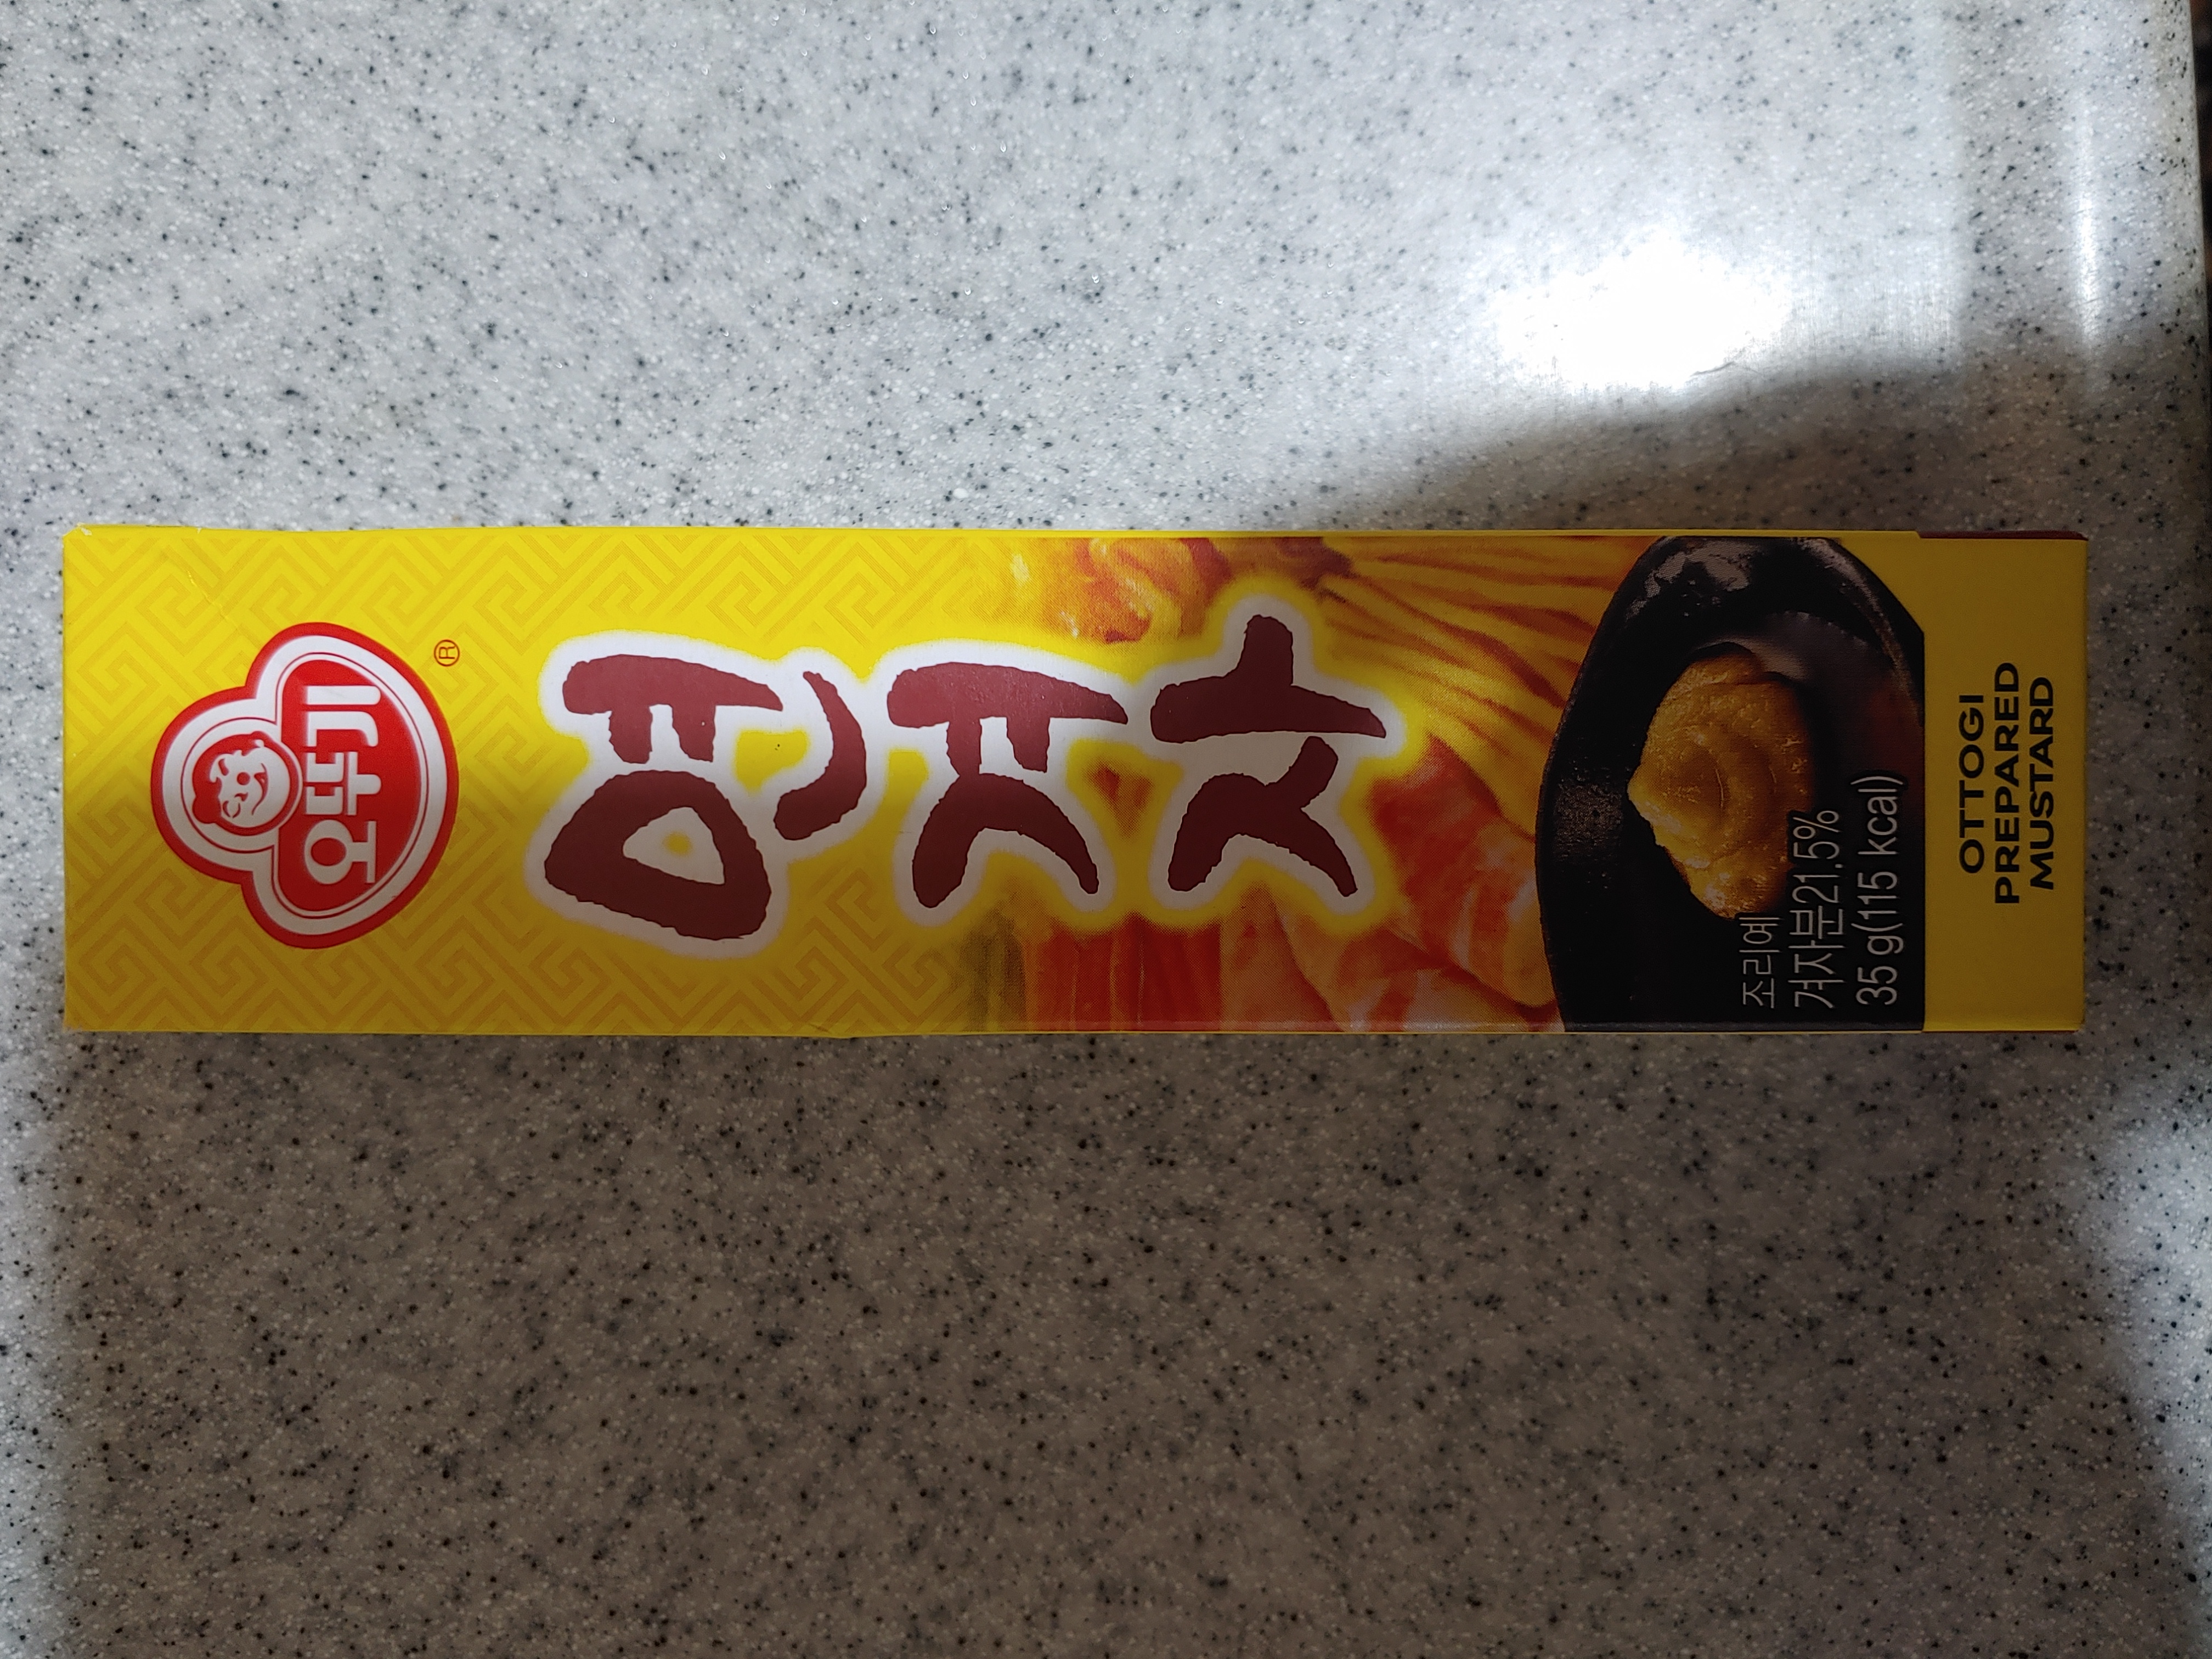 오뚜기
®
연겨자
조리예
겨자분21.5%
35 g(115 kcal)
OTTOGI
PREPARED
MUSTARD